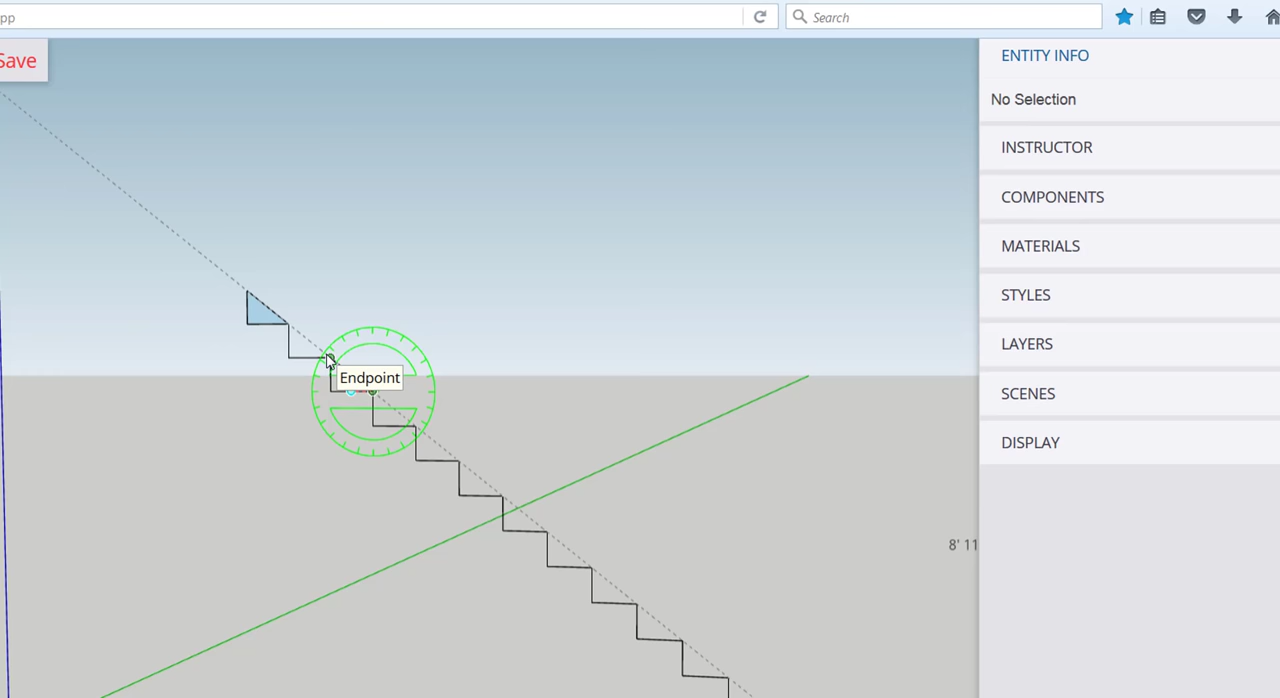 pp
Search
Save
ENTITY INFO
No Selection
INSTRUCTOR
COMPONENTS
MATERIALS
STYLES
LAYERS
SCENES
DISPLAY
Endpoint
8' 11